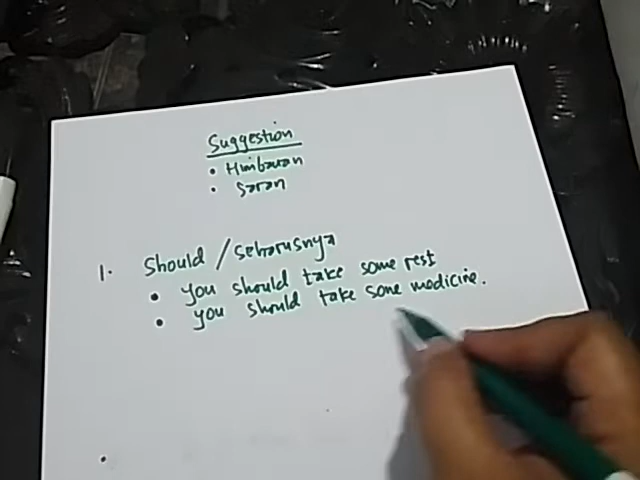 Suggestion
• Himbauan
• Saran
1. Should / Seharusnya
• you should take some rest
• you should take some medicine.
•